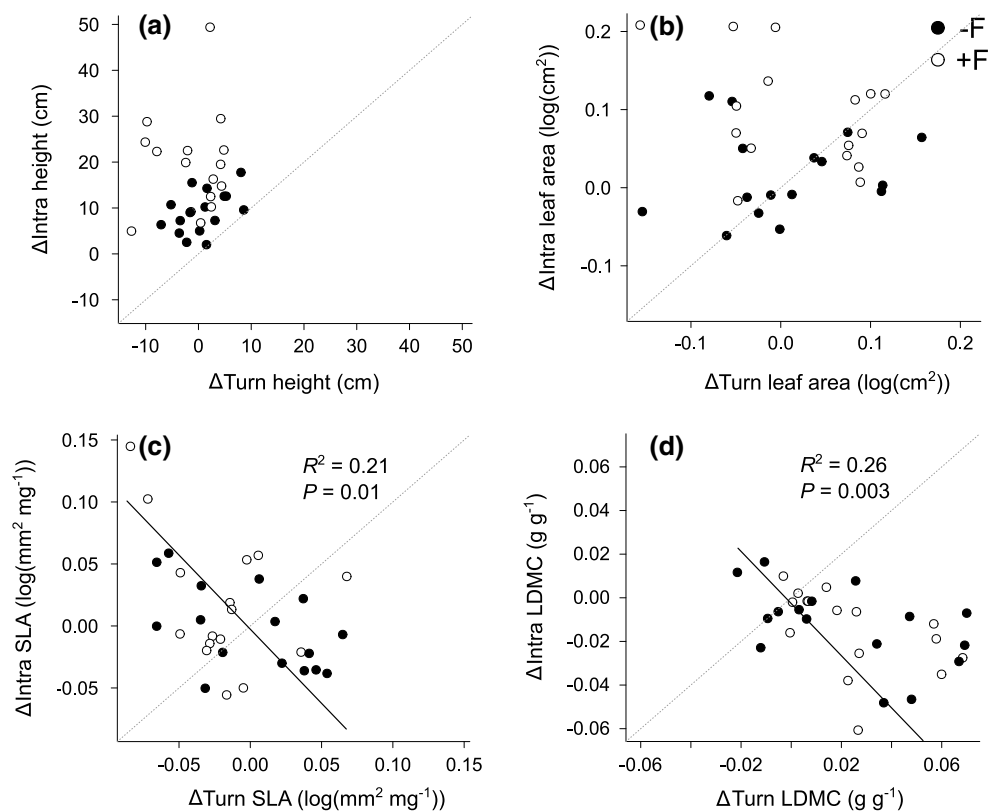 (a)
50
40
30
20
10
0
-10
ΔIntra height (cm)
-10 0 10 20 30 40 50
ΔTurn height (cm)
(b)
-F
+F
0.2
0.1
0.0
-0.1
ΔIntra leaf area (log(cm²))
-0.1 0.0 0.1 0.2
ΔTurn leaf area (log(cm²))
(c)
R² = 0.21
P = 0.01
0.15
0.10
0.05
0.00
-0.05
ΔIntra SLA (log(mm² mg⁻¹))
-0.05 0.00 0.05 0.10 0.15
ΔTurn SLA (log(mm² mg⁻¹))
(d)
R² = 0.26
P = 0.003
0.06
0.04
0.02
0.00
-0.02
-0.04
-0.06
ΔIntra LDMC (g g⁻¹)
-0.06 -0.02 0.02 0.06
ΔTurn LDMC (g g⁻¹)